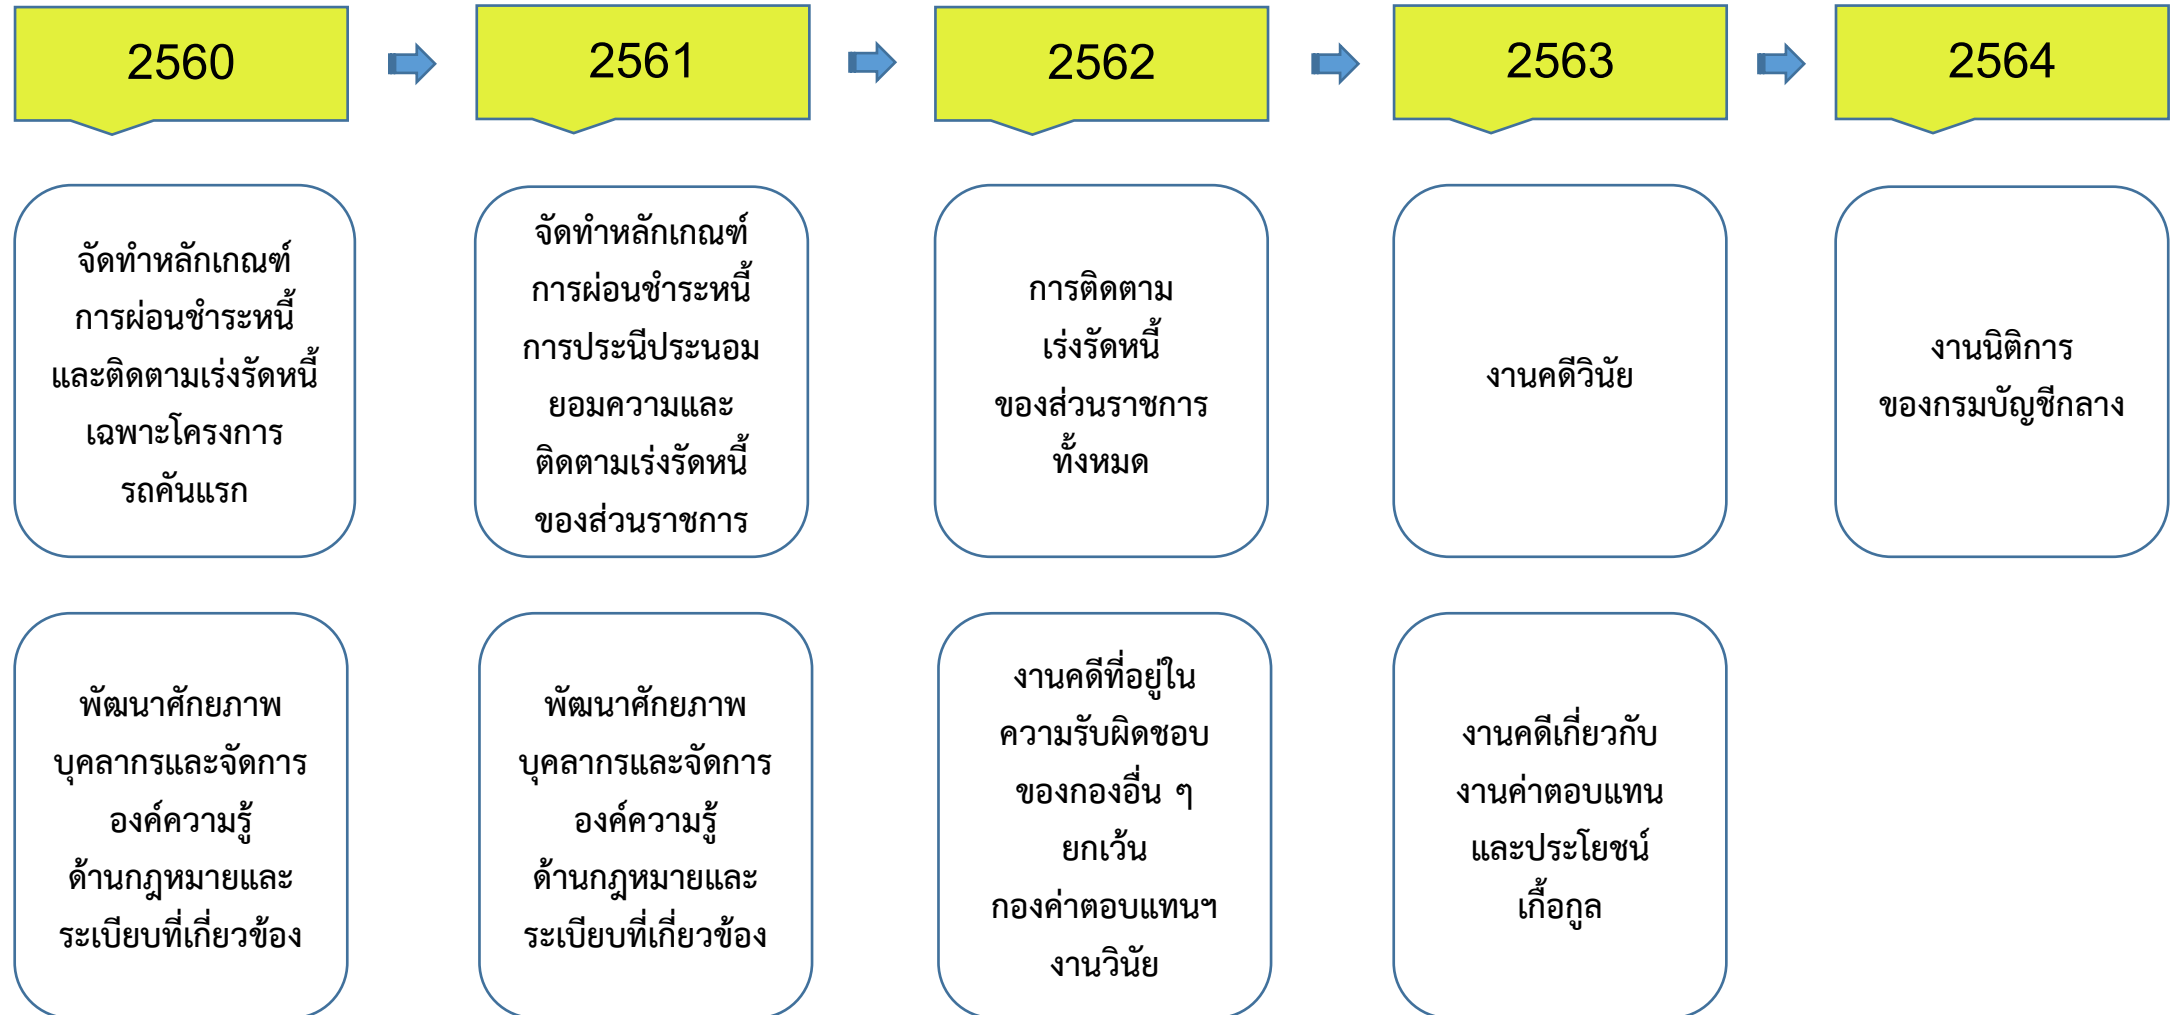 2560
2561
2562
2563
2564
จัดทำหลักเกณฑ์
การผ่อนชำระหนี้
และติดตามเร่งรัดหนี้
เฉพาะโครงการ
รถคันแรก
จัดทำหลักเกณฑ์
การผ่อนชำระหนี้
การประนีประนอม
ยอมความและ
ติดตามเร่งรัดหนี้
ของส่วนราชการ
การติดตาม
เร่งรัดหนี้
ของส่วนราชการ
ทั้งหมด
งานคดีวินัย
งานนิติการ
ของกรมบัญชีกลาง
พัฒนาศักยภาพ
บุคลากรและจัดการ
องค์ความรู้
ด้านกฎหมายและ
ระเบียบที่เกี่ยวข้อง
พัฒนาศักยภาพ
บุคลากรและจัดการ
องค์ความรู้
ด้านกฎหมายและ
ระเบียบที่เกี่ยวข้อง
งานคดีที่อยู่ใน
ความรับผิดชอบ
ของกองอื่น ๆ
ยกเว้น
กองค่าตอบแทนฯ
งานวินัย
งานคดีเกี่ยวกับ
งานค่าตอบแทน
และประโยชน์
เกื้อกูล